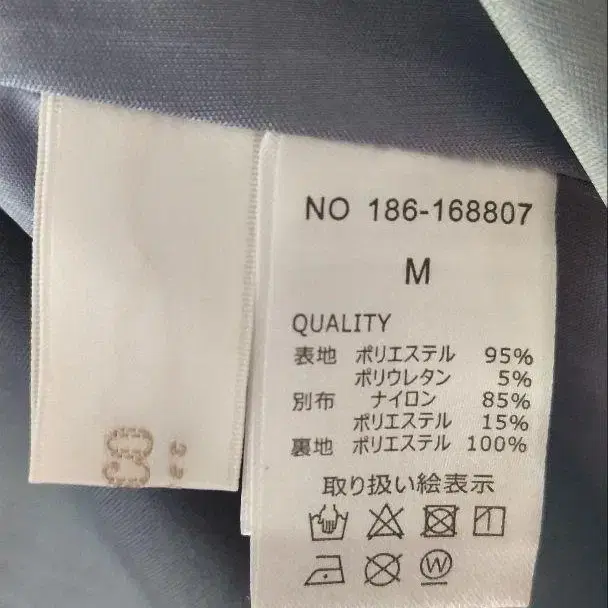 NO 186-168807
M
QUALITY
表地 ポリエステル 95%
ポリウレタン 5%
別布 ナイロン 85%
ポリエステル 15%
裏地 ポリエステル 100%
取り扱い絵表示
W